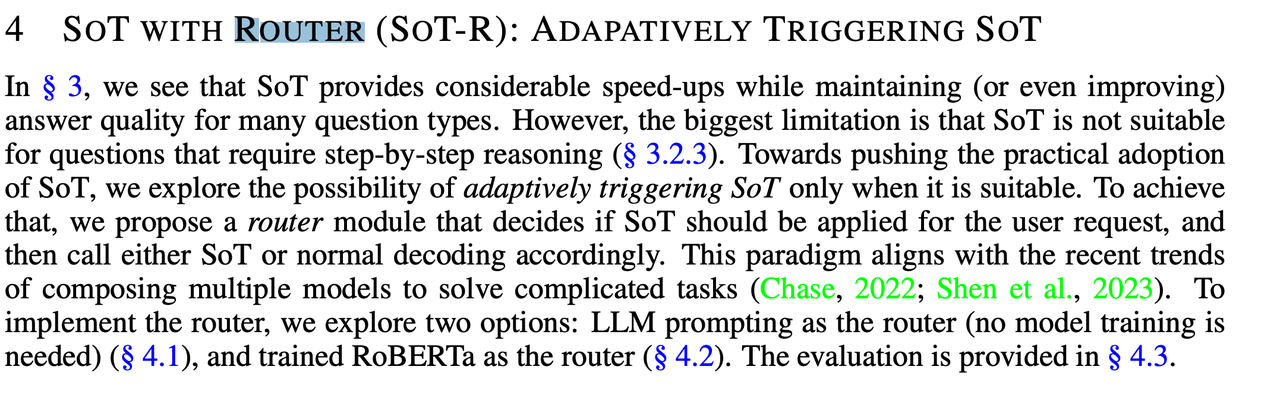 4 SOT WITH ROUTER (SOT-R): ADAPATIVELY TRIGGERING SOT
In § 3, we see that SoT provides considerable speed-ups while maintaining (or even improving)
answer quality for many question types. However, the biggest limitation is that SoT is not suitable
for questions that require step-by-step reasoning (§ 3.2.3). Towards pushing the practical adoption
of SoT, we explore the possibility of adaptively triggering SoT only when it is suitable. To achieve
that, we propose a router module that decides if SoT should be applied for the user request, and
then call either SoT or normal decoding accordingly. This paradigm aligns with the recent trends
of composing multiple models to solve complicated tasks (Chase, 2022; Shen et al., 2023). To
implement the router, we explore two options: LLM prompting as the router (no model training is
needed) (§ 4.1), and trained RoBERTa as the router (§ 4.2). The evaluation is provided in § 4.3.